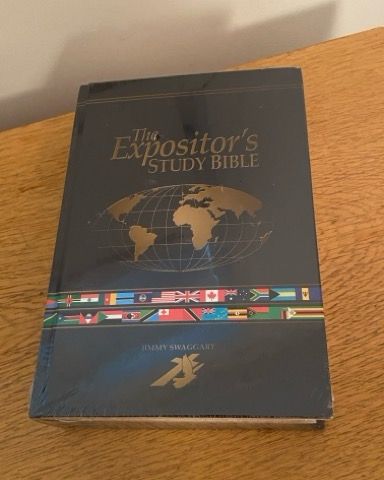 The
Expositor's
STUDY BIBLE
JIMMY SWAGGART